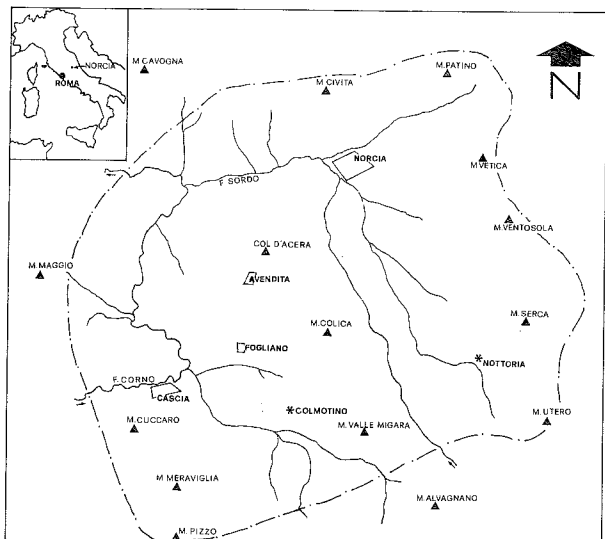 NORCIA
ROMA
M. CAVOGNA
M. PATINO
M. CIVITA
N
NORCIA
M. VETICA
F. SORDO
M. VENTOSOLA
COL D'ACERA
M. MAGGIO
AVENDITA
M. SERCA
M. COLICA
FOGLIANO
NOTTORIA
F. CORNO
CASCIA
COLMOTINO
M. UTERO
M. CUCCARO
M. VALLE MIGARA
M. MERAVIGLIA
M. ALVAGNANO
M. PIZZO